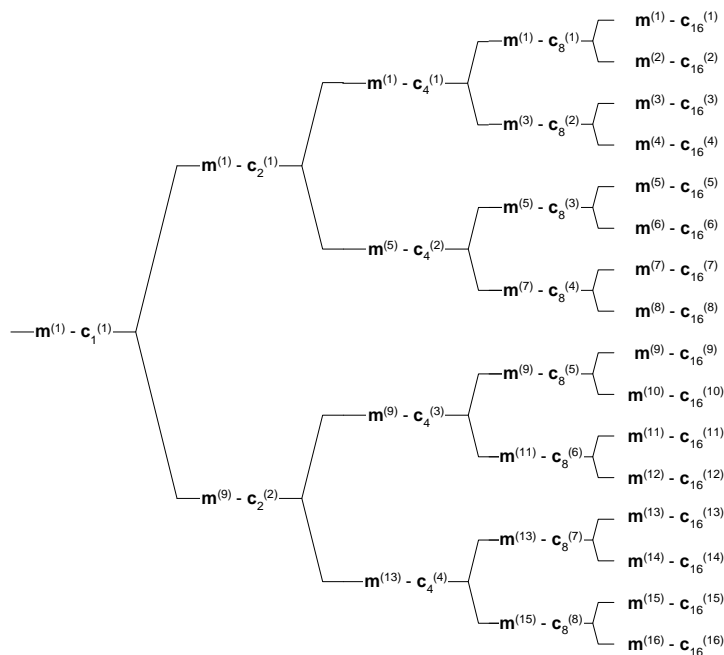 m(1) - c1(1)
m(1) - c2(1)
m(9) - c2(2)
m(1) - c4(1)
m(5) - c4(2)
m(9) - c4(3)
m(13) - c4(4)
m(1) - c8(1)
m(3) - c8(2)
m(5) - c8(3)
m(7) - c8(4)
m(9) - c8(5)
m(11) - c8(6)
m(13) - c8(7)
m(15) - c8(8)
m(1) - c16(1)
m(2) - c16(2)
m(3) - c16(3)
m(4) - c16(4)
m(5) - c16(5)
m(6) - c16(6)
m(7) - c16(7)
m(8) - c16(8)
m(9) - c16(9)
m(10) - c16(10)
m(11) - c16(11)
m(12) - c16(12)
m(13) - c16(13)
m(14) - c16(14)
m(15) - c16(15)
m(16) - c16(16)